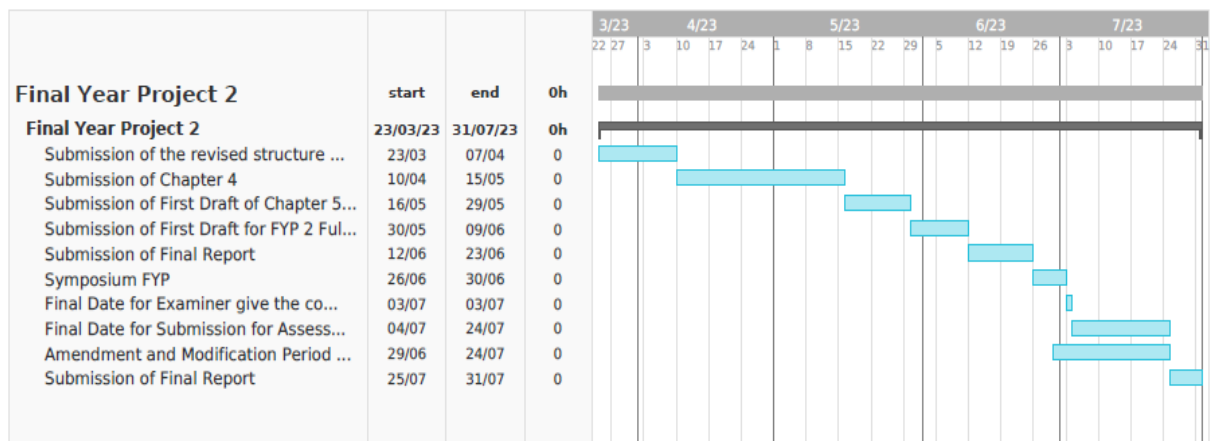 3/23 4/23 5/23 6/23 7/23
22 27 3 10 17 24 1 8 15 22 29 5 12 19 26 3 10 17 24 31
Final Year Project 2 start end 0h
Final Year Project 2 23/03/23 31/07/23 0h
Submission of the revised structure ... 23/03 07/04 0
Submission of Chapter 4 10/04 15/05 0
Submission of First Draft of Chapter 5... 16/05 29/05 0
Submission of First Draft for FYP 2 Ful... 30/05 09/06 0
Submission of Final Report 12/06 23/06 0
Symposium FYP 26/06 30/06 0
Final Date for Examiner give the co... 03/07 03/07 0
Final Date for Submission for Assess... 04/07 24/07 0
Amendment and Modification Period ... 29/06 24/07 0
Submission of Final Report 25/07 31/07 0